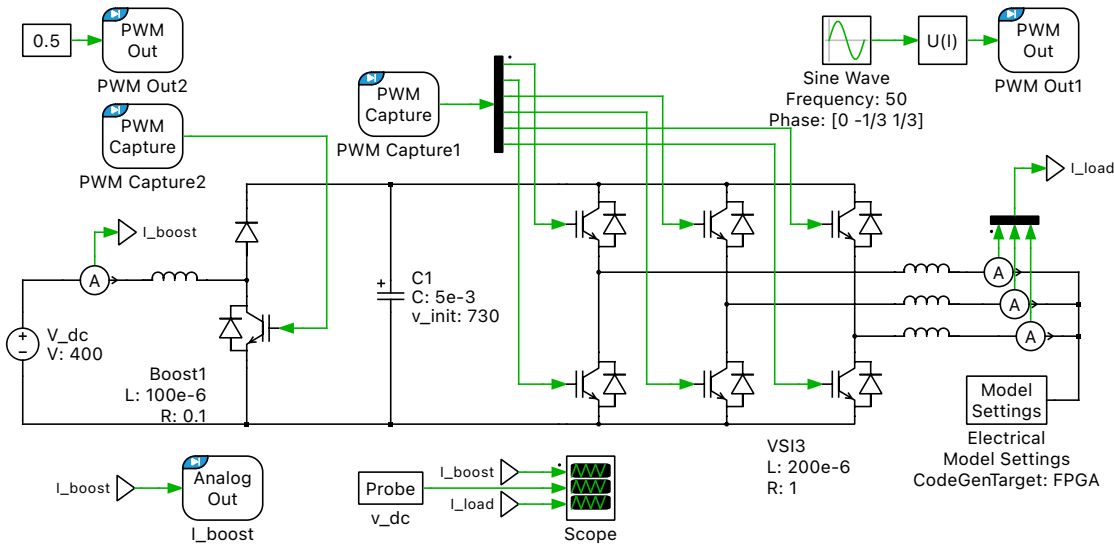 0.5
PWM
Out
PWM Out2
PWM
Capture
PWM Capture2
PWM
Capture
PWM Capture1
Sine Wave
Frequency: 50
Phase: [0 -1/3 1/3]
U(I)
PWM
Out
PWM Out1
I_load
I_boost
A
V_dc
V: 400
+
−
Boost1
L: 100e-6
R: 0.1
+
C1
C: 5e-3
v_init: 730
A
A
A
Model
Settings
Electrical
Model Settings
CodeGenTarget: FPGA
VSI3
L: 200e-6
R: 1
I_boost
Analog
Out
I_boost
Probe
v_dc
I_boost
I_load
Scope